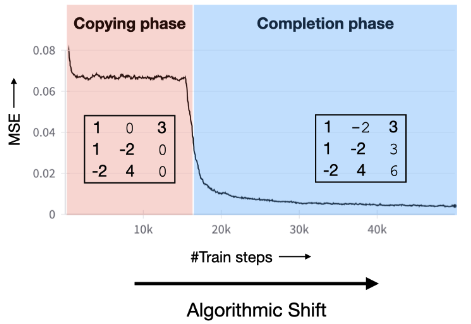 Copying phase
Completion phase
0.08
0.06
0.04
0.02
0
MSE
1 0 3
1 -2 0
-2 4 0
1 -2 3
1 -2 3
-2 4 6
10k 20k 30k 40k
#Train steps
Algorithmic Shift